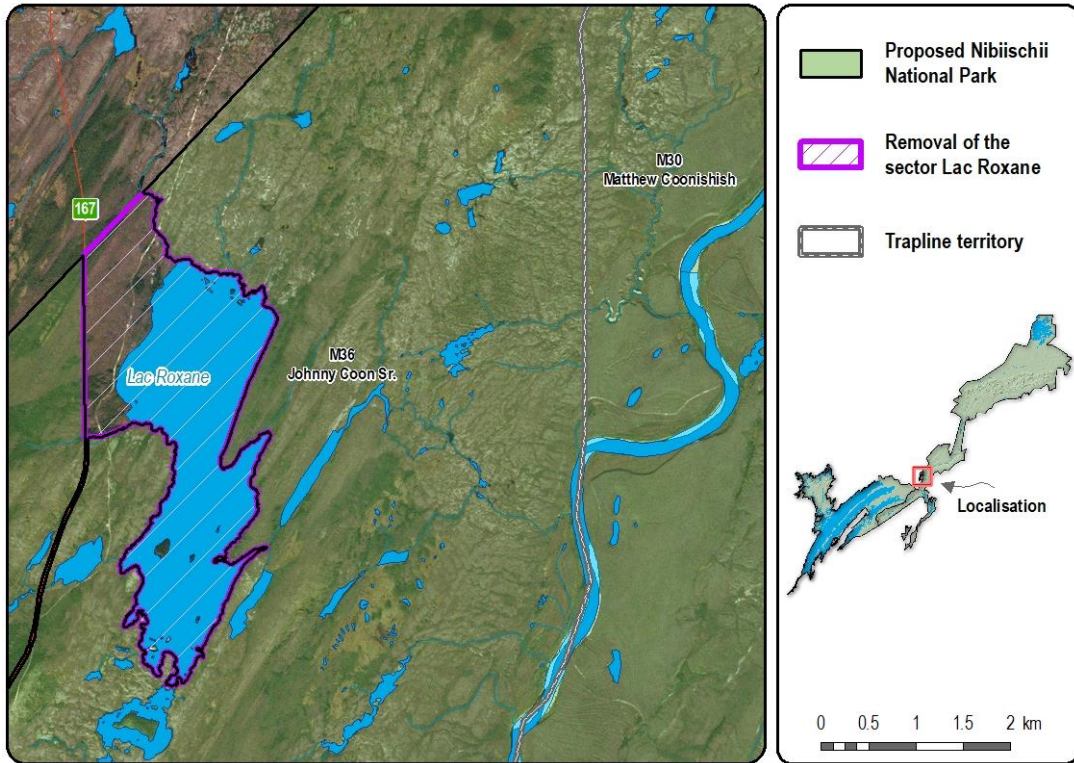 M30
Matthew Coonishish
167
M36
Johnny Coon Sr.
Lac Roxane
Proposed Nibiischii
National Park
Removal of the
sector Lac Roxane
Trapline territory
Localisation
0 0.5 1 1.5 2 km